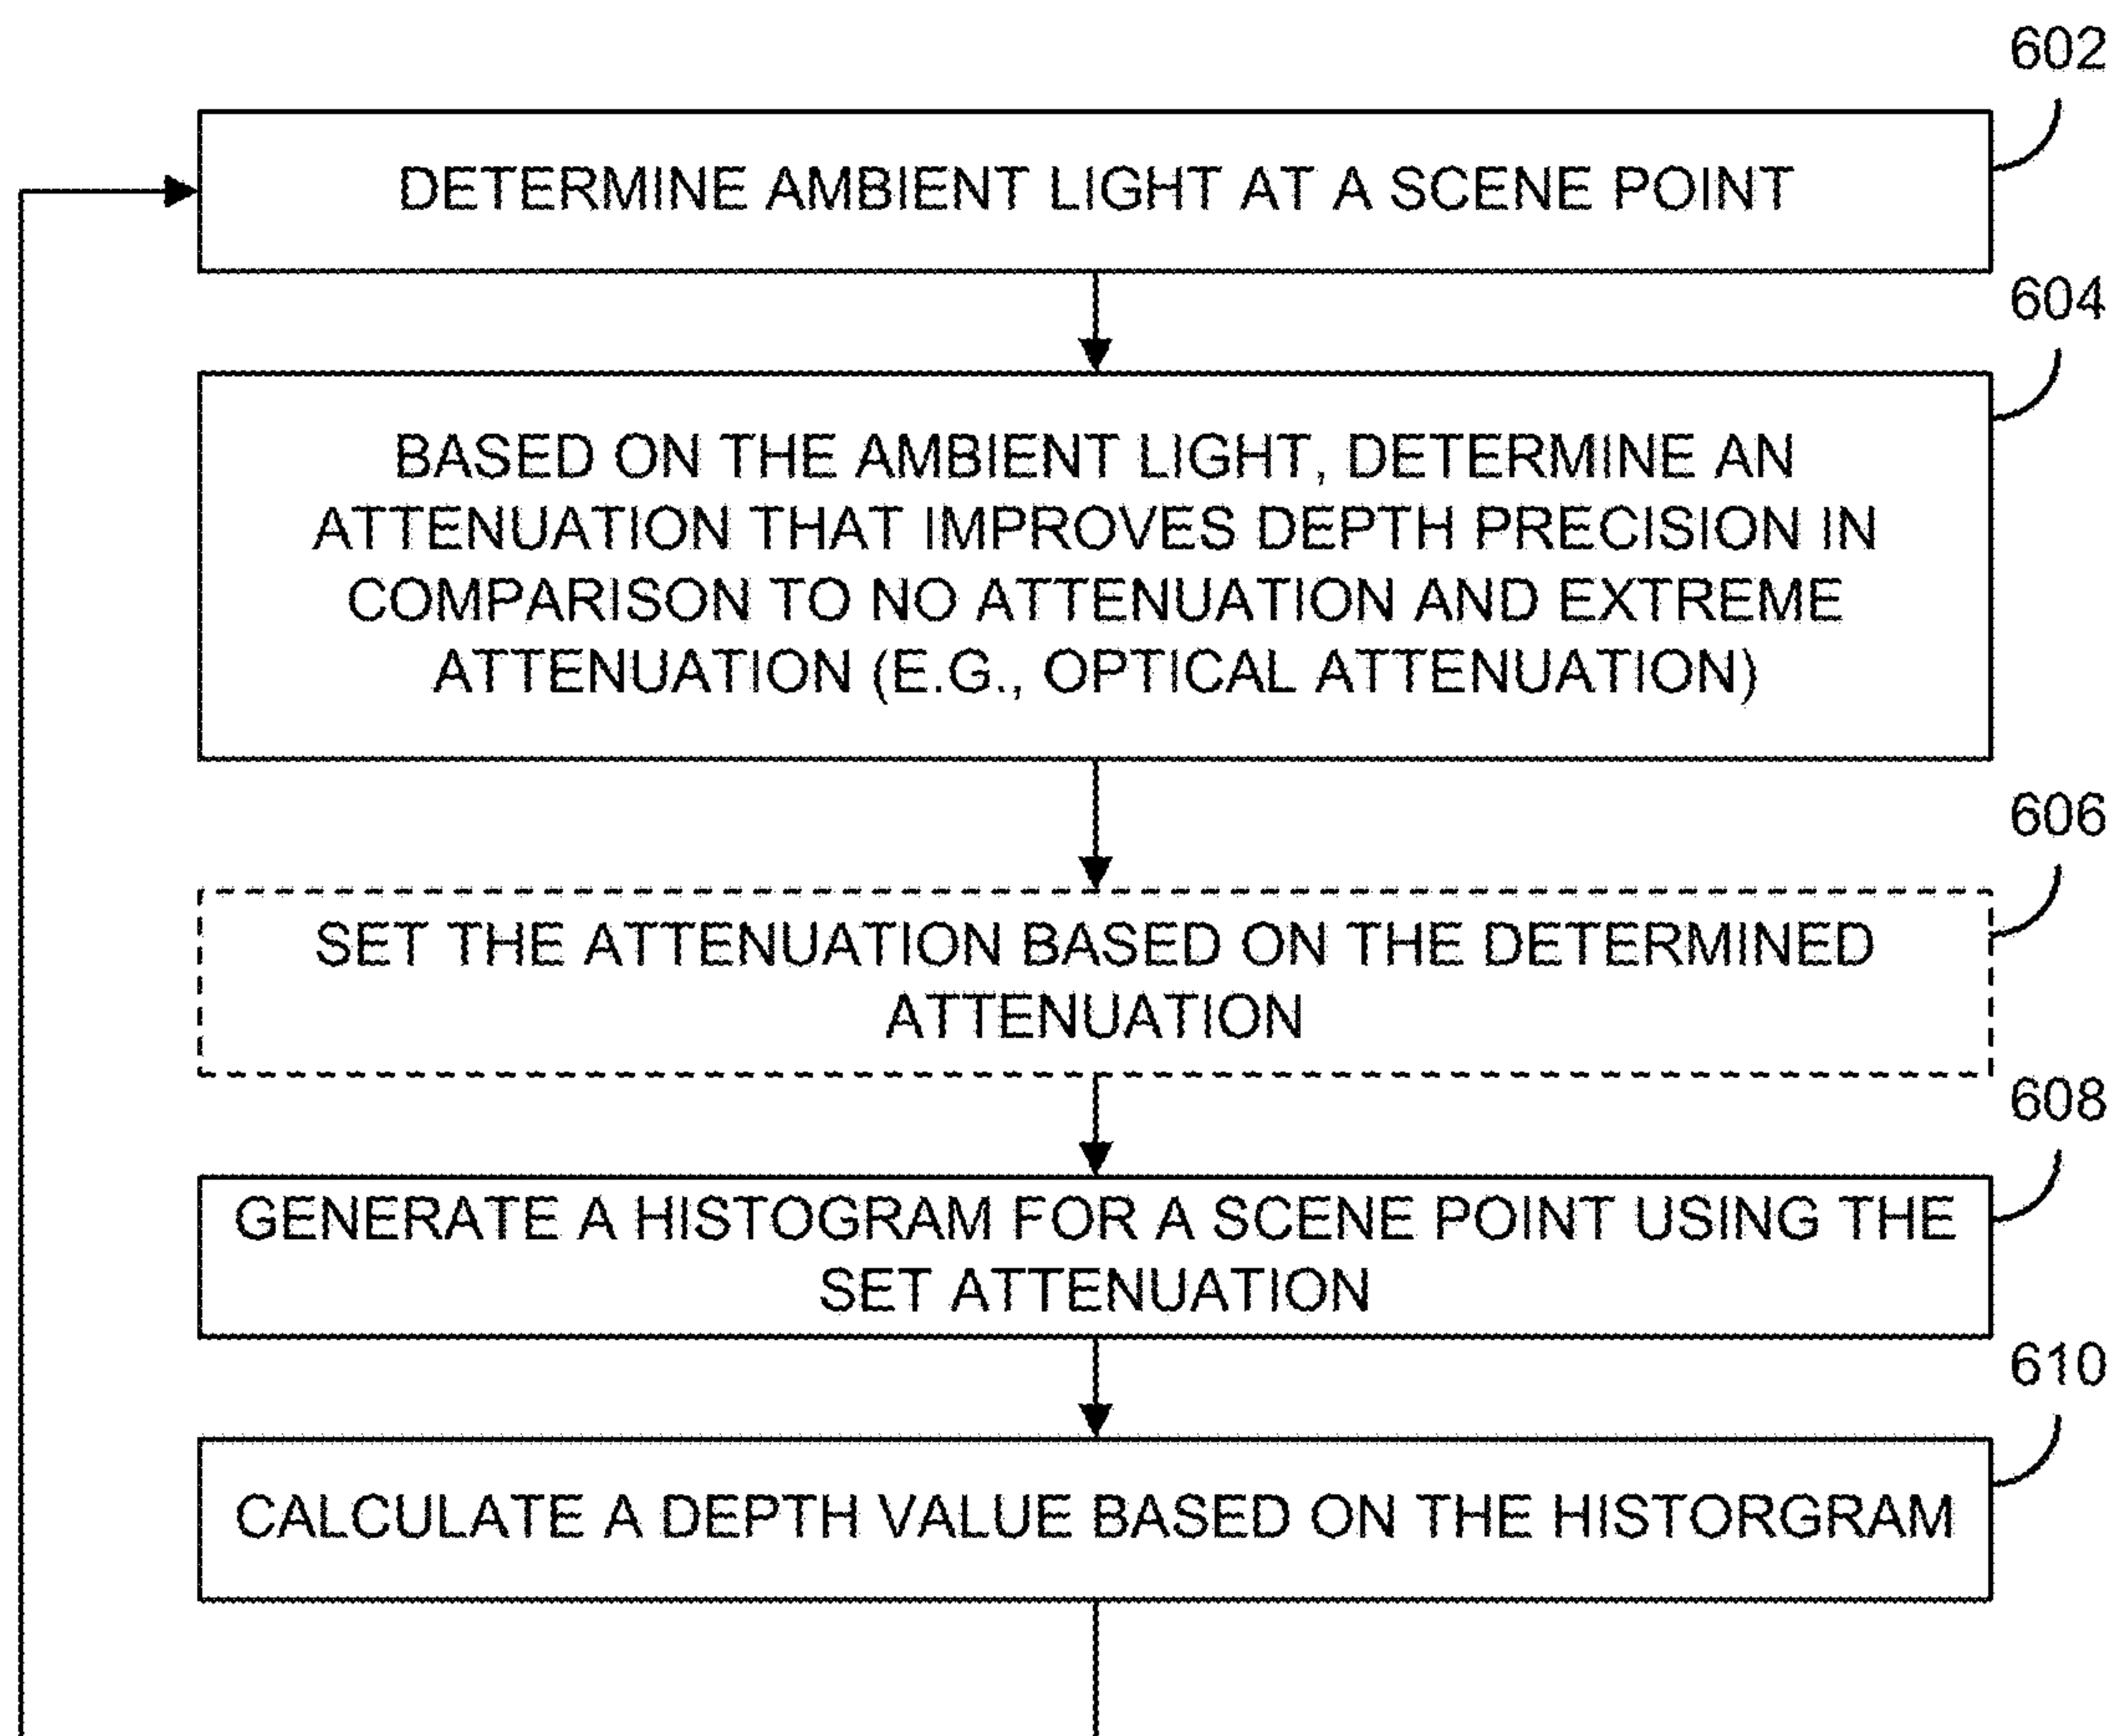 602
DETERMINE AMBIENT LIGHT AT A SCENE POINT
604
BASED ON THE AMBIENT LIGHT, DETERMINE AN
ATTENUATION THAT IMPROVES DEPTH PRECISION IN
COMPARISON TO NO ATTENUATION AND EXTREME
ATTENUATION (E.G., OPTICAL ATTENUATION)
606
SET THE ATTENUATION BASED ON THE DETERMINED
ATTENUATION
608
GENERATE A HISTOGRAM FOR A SCENE POINT USING THE
SET ATTENUATION
610
CALCULATE A DEPTH VALUE BASED ON THE HISTORGRAM